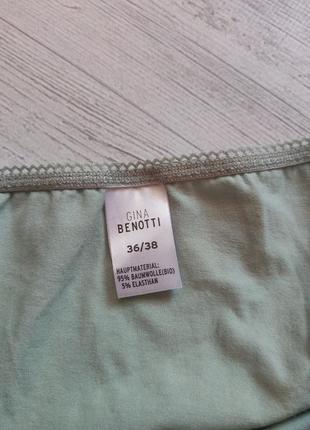 GINA
BENOTTI
36/38
HAUPTMATERIAL:
95% BAUMWOLLE(BIO)
5% ELASTHAN